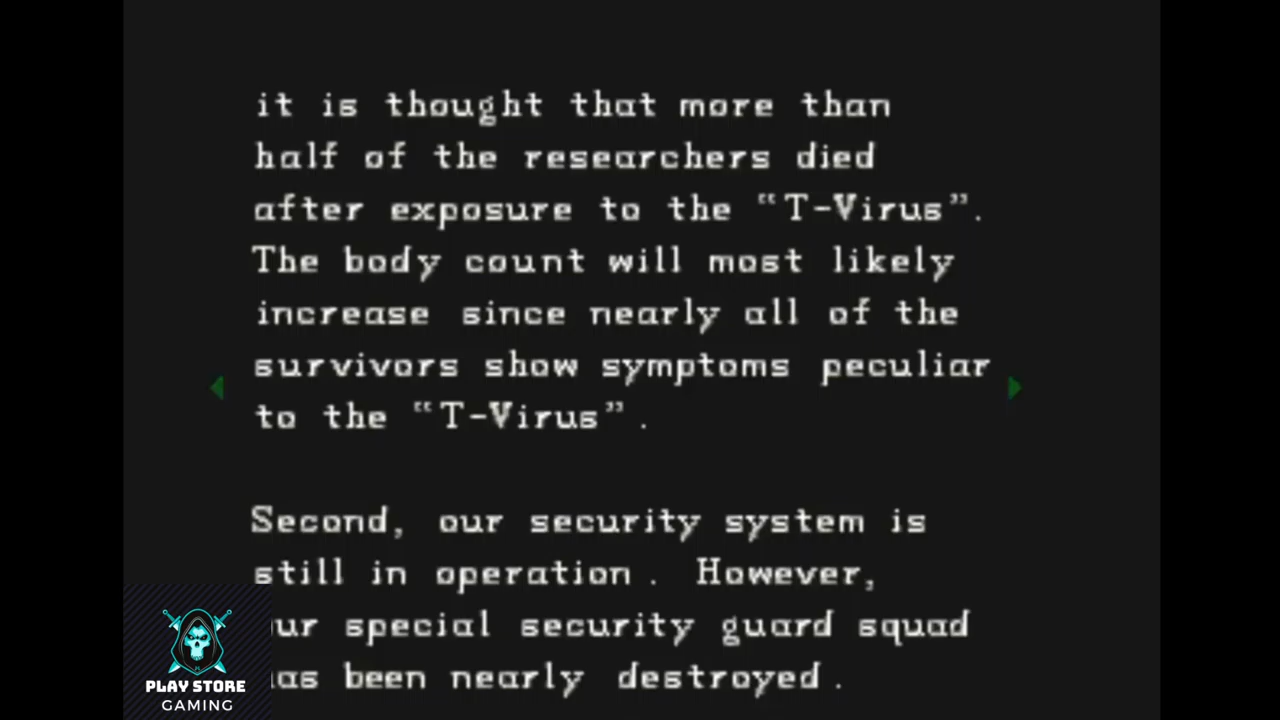 it is thought that more than
half of the researchers died
after exposure to the “T-Virus”.
The body count will most likely
increase since nearly all of the
survivors show symptoms peculiar
to the “T-Virus”.

Second, our security system is
still in operation. However,
our special security guard squad
has been nearly destroyed.
PLAY STORE
GAMING